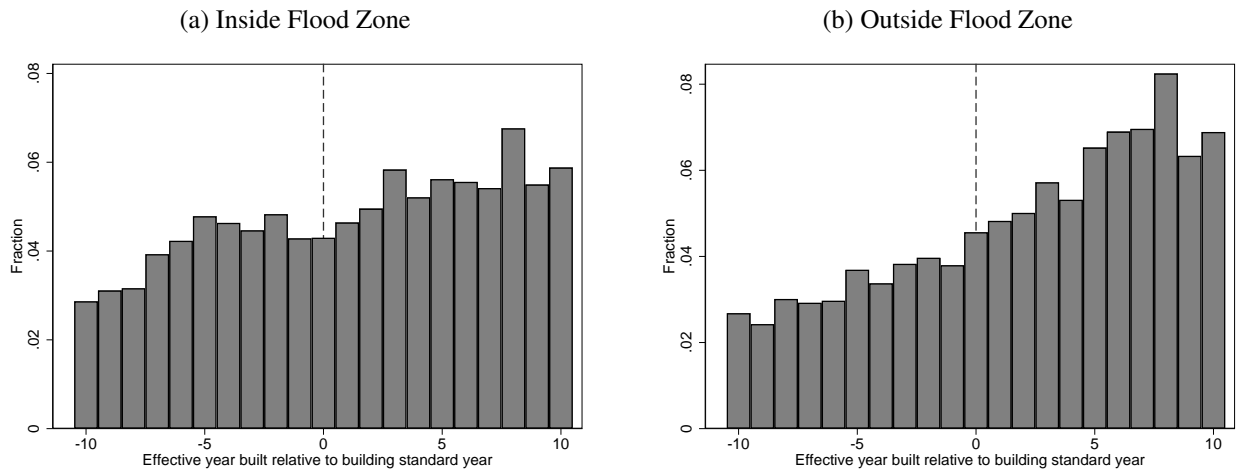 (a) Inside Flood Zone
.08
.06
.04
.02
0
Fraction
-10 -5 0 5 10
Effective year built relative to building standard year
(b) Outside Flood Zone
.08
.06
.04
.02
0
Fraction
-10 -5 0 5 10
Effective year built relative to building standard year